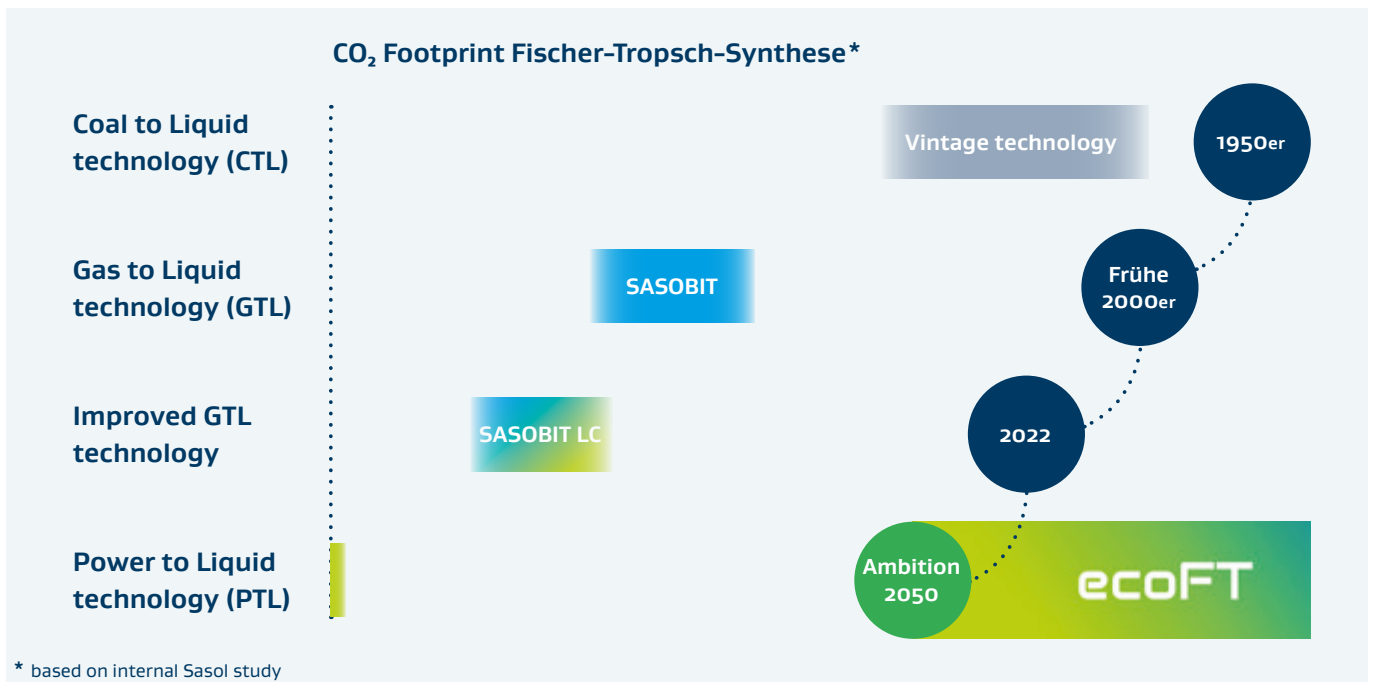 CO₂ Footprint Fischer-Tropsch-Synthese*
Coal to Liquid
technology (CTL)
Vintage technology
1950er
Gas to Liquid
technology (GTL)
SASOBIT
Frühe
2000er
Improved GTL
technology
SASOBIT LC
2022
Power to Liquid
technology (PTL)
Ambition
2050
ecoFT
* based on internal Sasol study